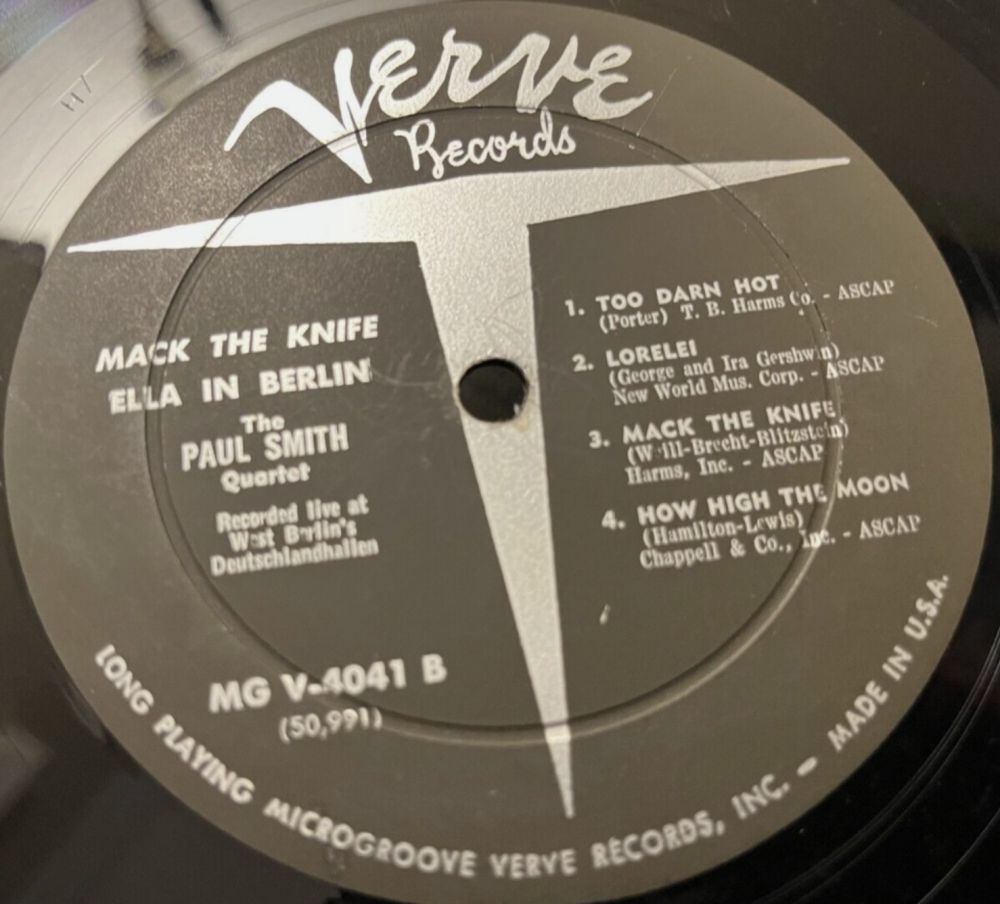 Verve
Records
MACK THE KNIFE
ELLA IN BERLIN
The
PAUL SMITH
Quartet
Recorded live at
West Berlin's
Deutschlandhallen
MG V-4041 B
(50,991)
1. TOO DARN HOT
(Porter) T. B. Harms Co. - ASCAP
2. LORELEI
(George and Ira Gershwin)
New World Mus. Corp. - ASCAP
3. MACK THE KNIFE
(Weill-Brecht-Blitzstein)
Harms, Inc. - ASCAP
4. HOW HIGH THE MOON
(Hamilton-Lewis)
Chappell & Co., Inc. - ASCAP
LONG PLAYING MICROGROOVE VERVE RECORDS, INC. - MADE IN U.S.A.